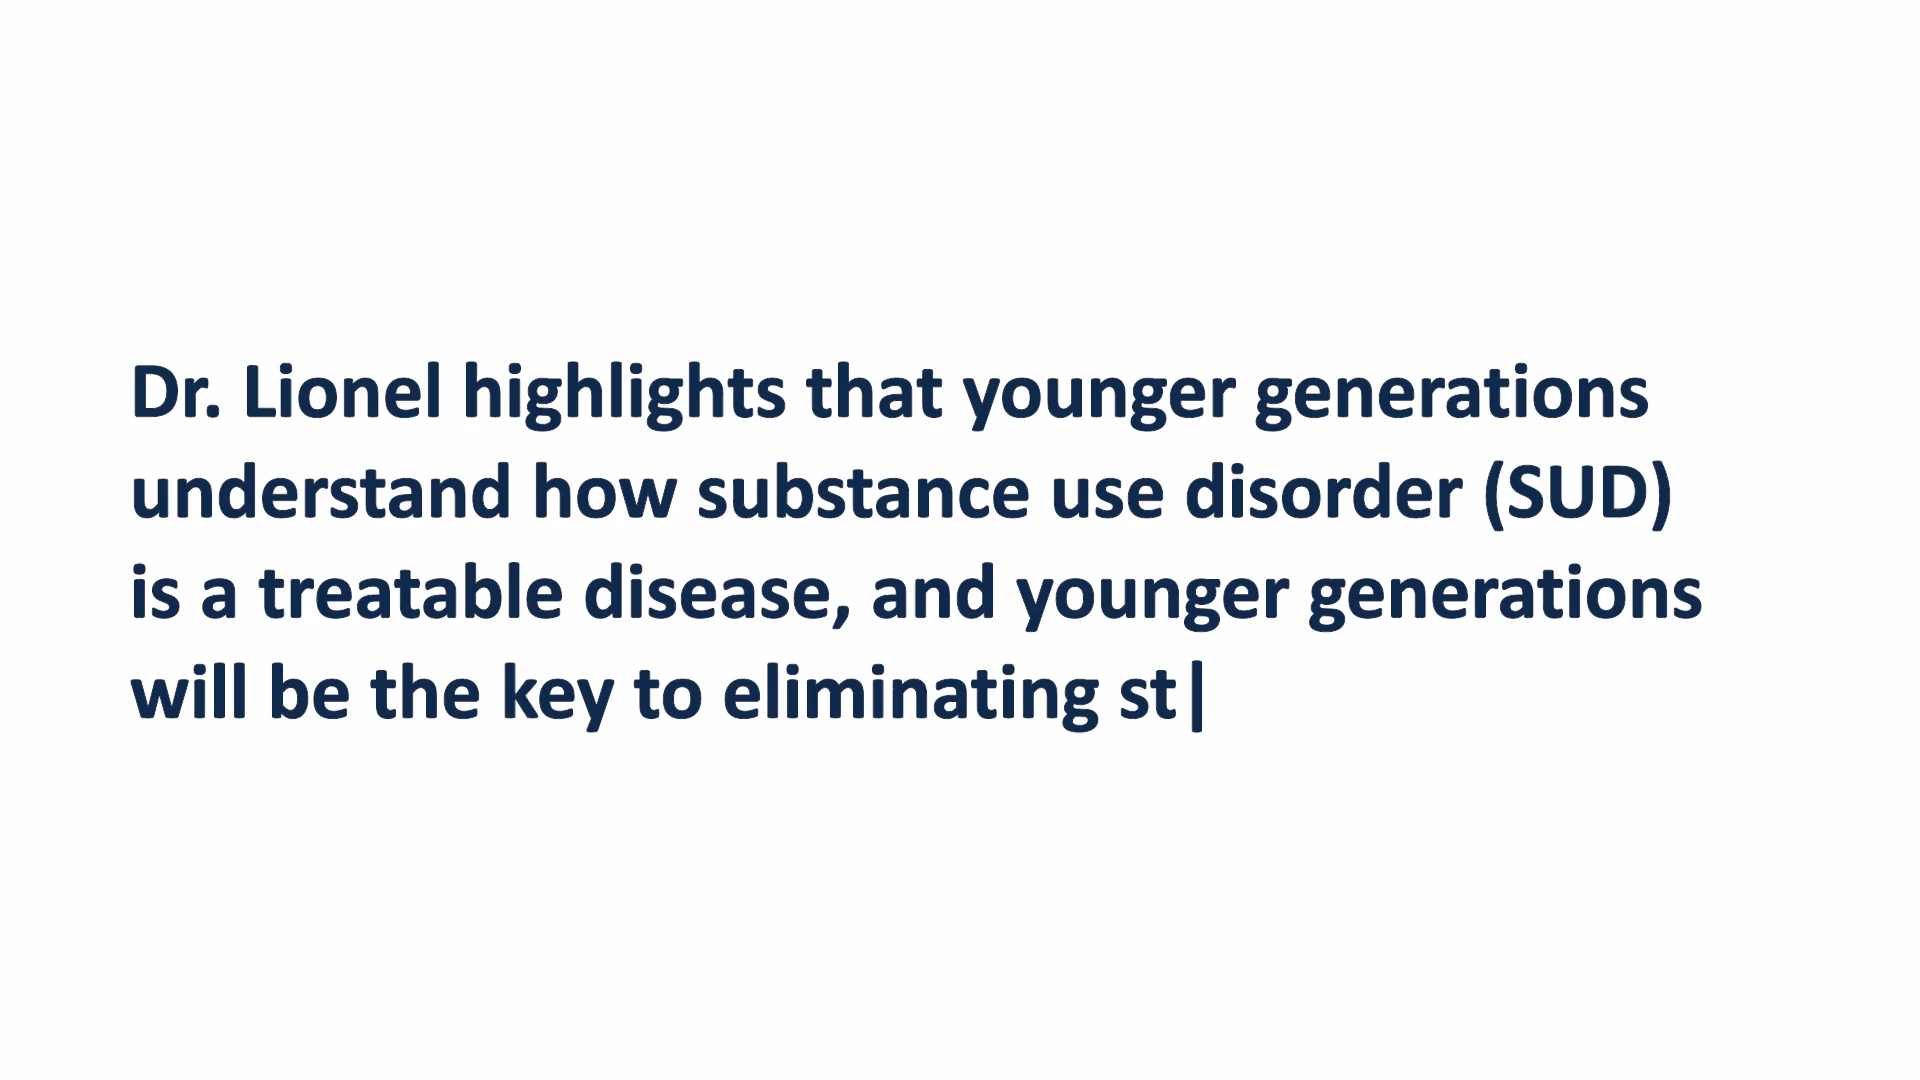 Dr. Lionel highlights that younger generations
understand how substance use disorder (SUD)
is a treatable disease, and younger generations
will be the key to eliminating st|